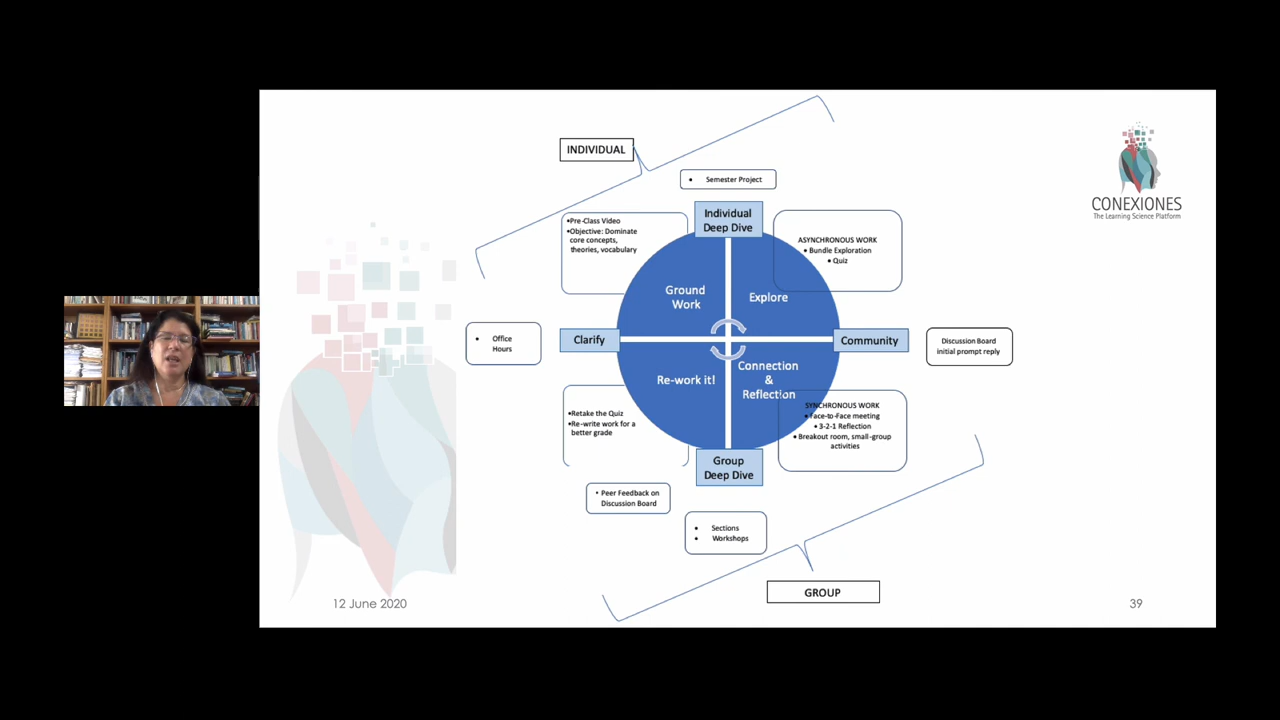 INDIVIDUAL
• Semester Project
Individual
Deep Dive
•Pre-Class Video
•Objective: Dominate
core concepts,
theories, vocabulary
ASYNCHRONOUS WORK
• Bundle Exploration
• Quiz
CONEXIONES
The Learning Science Platform
Ground
Work
Explore
• Office
Hours
Clarify
Community
Discussion Board
initial prompt reply
Re-work it!
Connection
&
Reflection
•Retake the Quiz
•Re-write work for a
better grade
SYNCHRONOUS WORK
• Face-to-Face meeting
• 3-2-1 Reflection
• Breakout room, small-group
activities
Group
Deep Dive
• Peer Feedback on
Discussion Board
• Sections
• Workshops
GROUP
12 June 2020
39